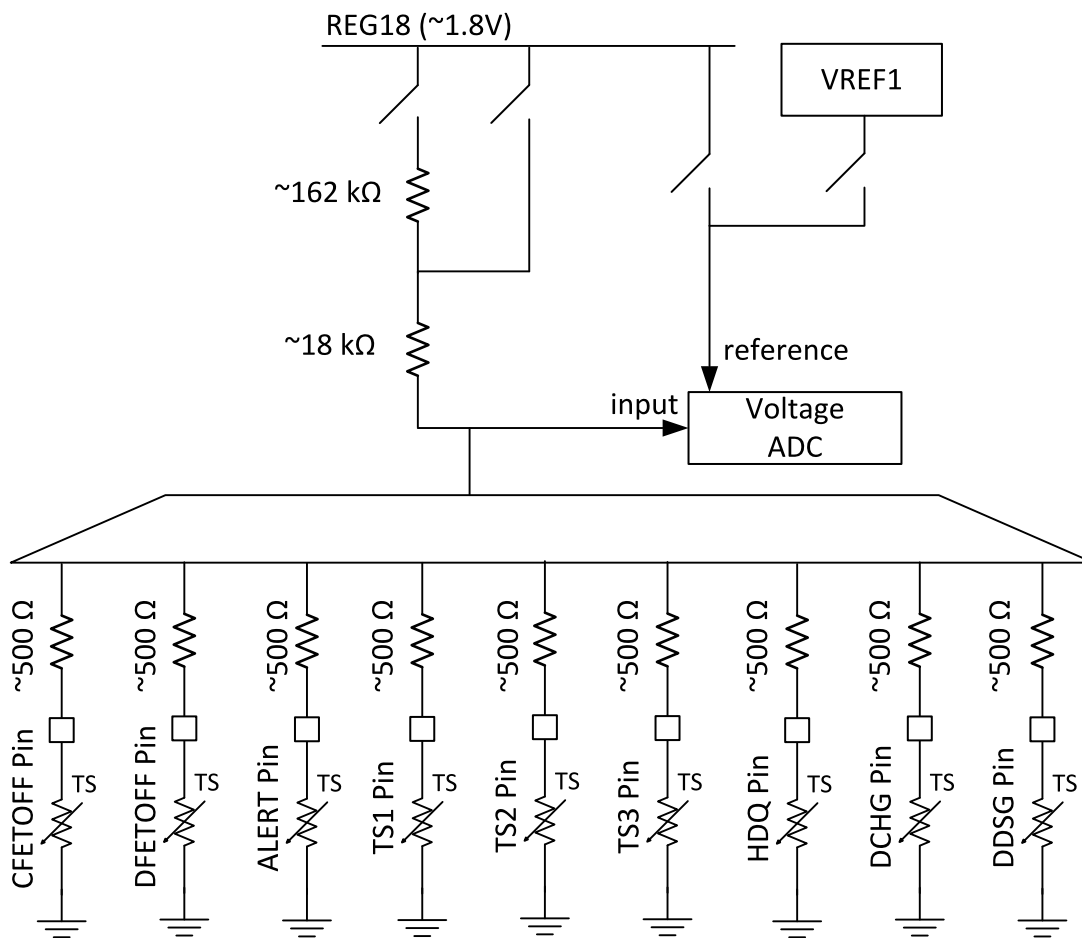 REG18 (~1.8V)
VREF1
~162 kΩ
~18 kΩ
reference
input
Voltage
ADC
~500 Ω
~500 Ω
~500 Ω
~500 Ω
~500 Ω
~500 Ω
~500 Ω
~500 Ω
~500 Ω
CFETOFF Pin
TS
DFETOFF Pin
TS
ALERT Pin
TS
TS1 Pin
TS
TS2 Pin
TS
TS3 Pin
TS
HDQ Pin
TS
DCHG Pin
TS
DDSG Pin
TS